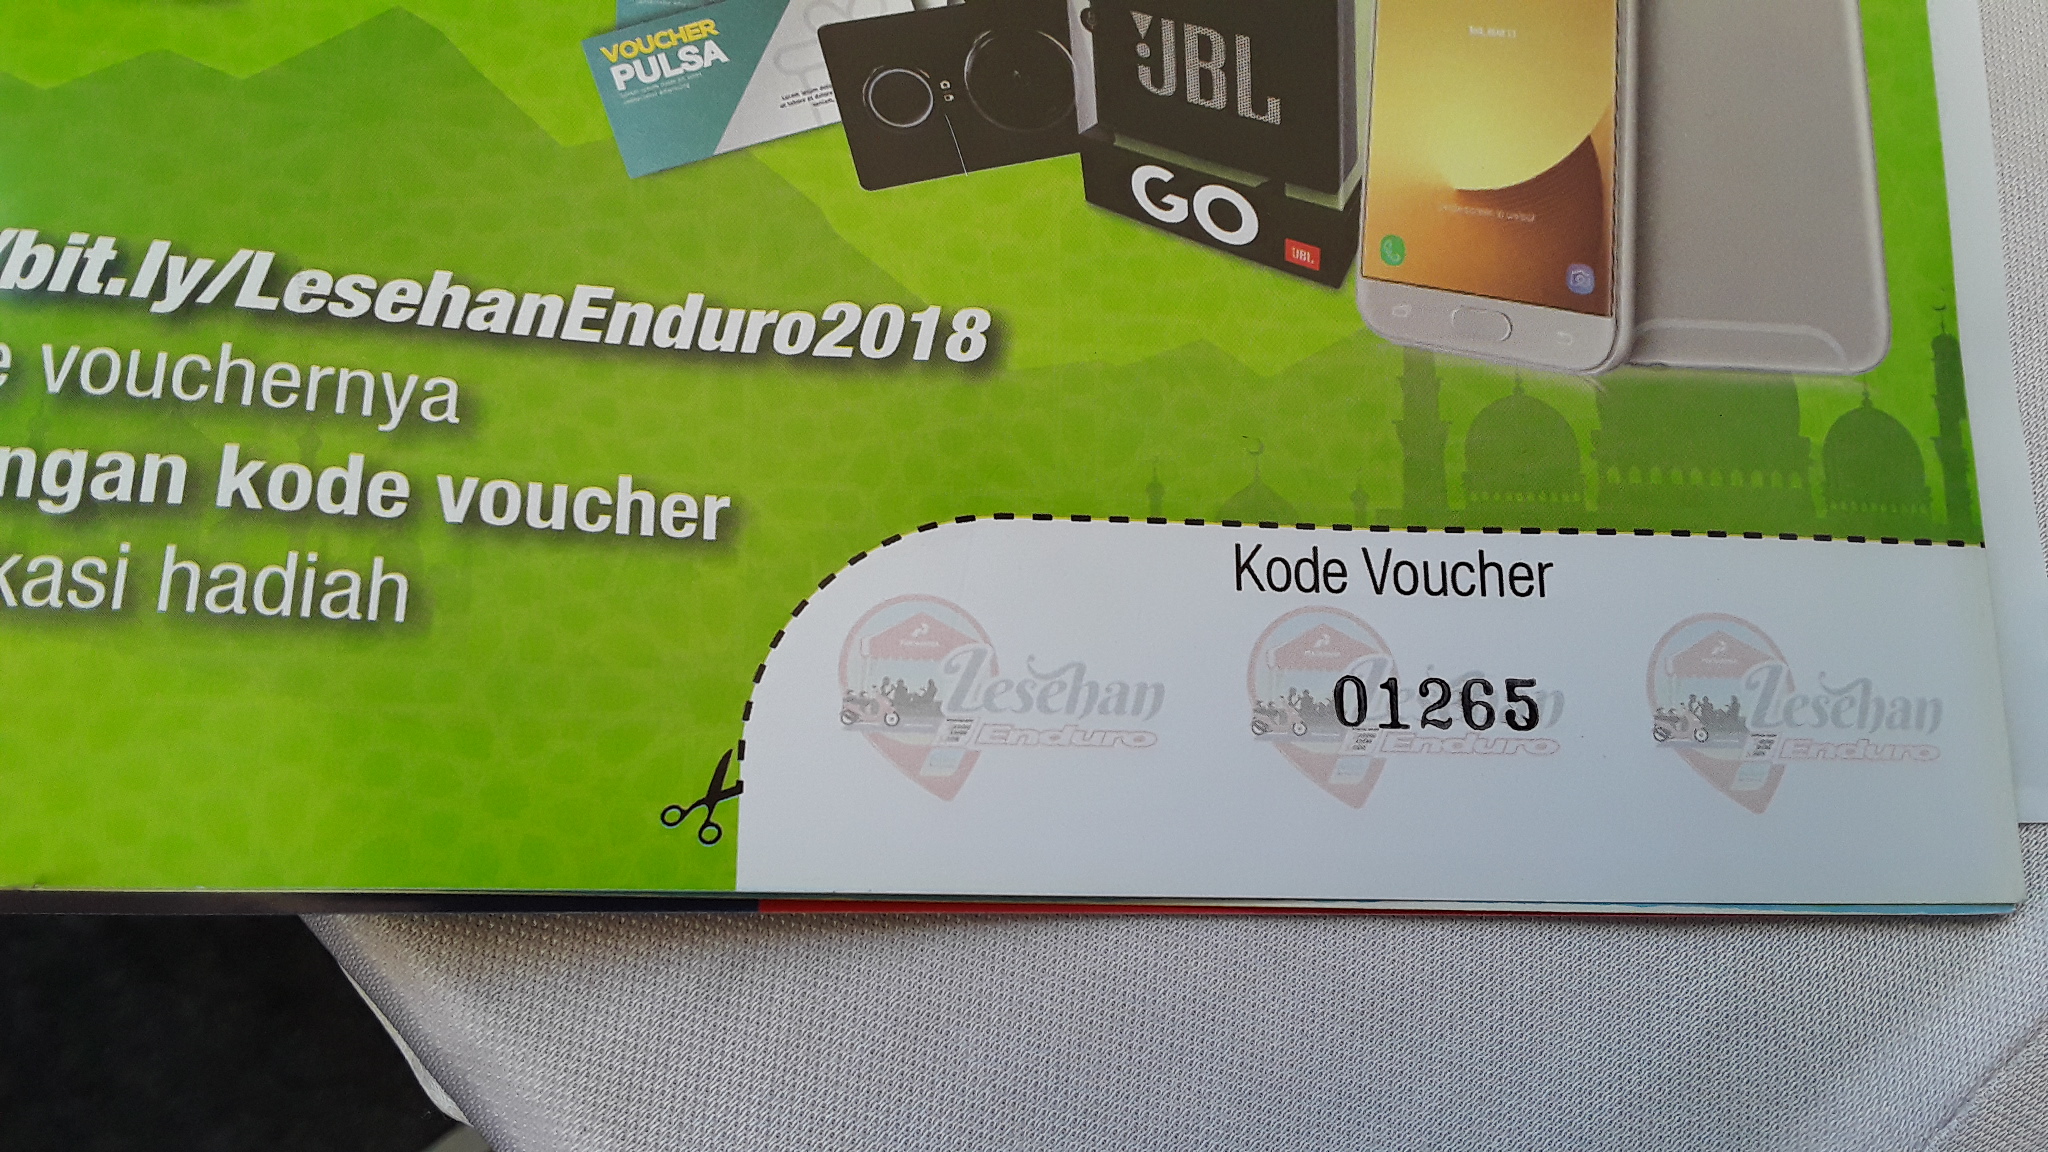 VOUCHER
PULSA
JBL
GO
JBL
/bit.ly/LesehanEnduro2018
e vouchernya
ngan kode voucher
kasi hadiah
Kode Voucher
Lesehan
Enduro
01265
Lesehan
Enduro
Lesehan
Enduro